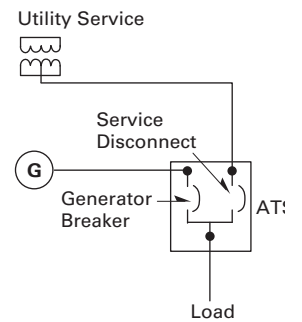 Utility Service
Service
Disconnect
G
Generator
Breaker
ATS
Load